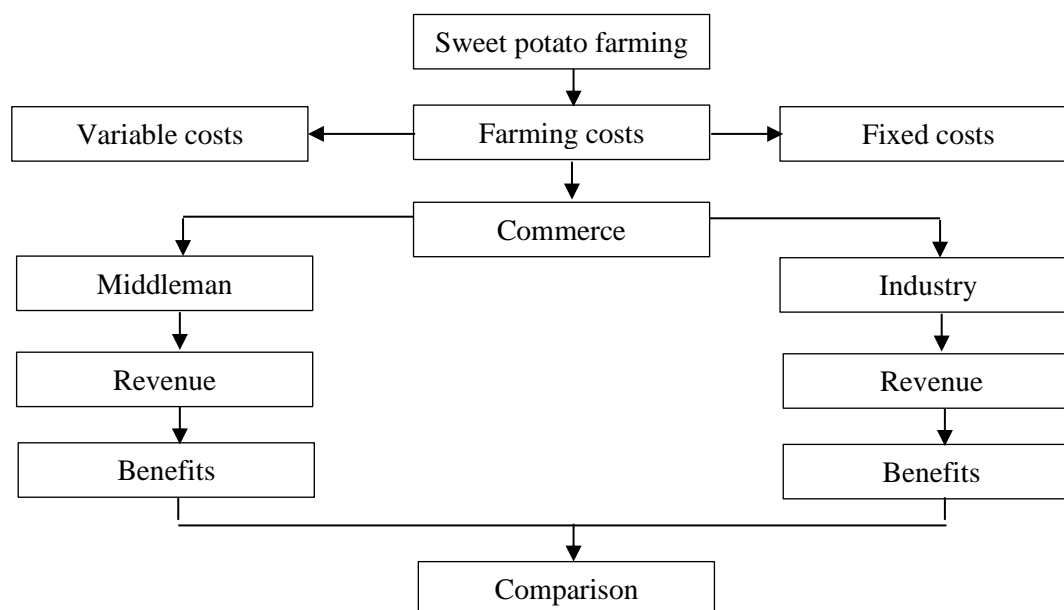 Sweet potato farming
Variable costs
Farming costs
Fixed costs
Commerce
Middleman
Industry
Revenue
Revenue
Benefits
Benefits
Comparison